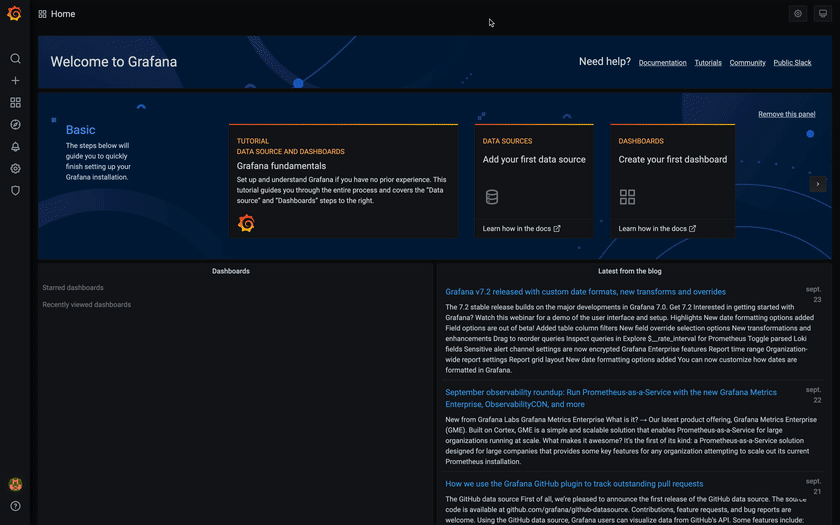 Home
Welcome to Grafana
Need help?
Documentation
Tutorials
Community
Public Slack
Remove this panel
Basic
The steps below will
guide you to quickly
finish setting up your
Grafana installation.
TUTORIAL
DATA SOURCE AND DASHBOARDS
Grafana fundamentals
Set up and understand Grafana if you have no prior experience. This
tutorial guides you through the entire process and covers the "Data
source" and "Dashboards" steps to the right.
DATA SOURCES
Add your first data source
Learn how in the docs
DASHBOARDS
Create your first dashboard
Learn how in the docs
Dashboards
Starred dashboards
Recently viewed dashboards
Latest from the blog
Grafana v7.2 released with custom date formats, new transforms and overrides
sept.
23
The 7.2 stable release builds on the major developments in Grafana 7.0. Get 7.2 Interested in getting started with
Grafana? Watch this webinar for a demo of the user interface and setup. Highlights New date formatting options added
Field options are out of beta! Added table column filters New field override selection options New transformations and
enhancements Drag to reorder queries Inspect queries in Explore $__rate_interval for Prometheus Toggle parsed Loki
fields Sensitive alert channel settings are now encrypted Grafana Enterprise features Report time range Organization-
wide report settings Report grid layout New date formatting options added You can now customize how dates are
formatted in Grafana.
September observability roundup: Run Prometheus-as-a-Service with the new Grafana Metrics
Enterprise, ObservabilityCON, and more
sept.
22
New from Grafana Labs Grafana Metrics Enterprise What is it? → Our latest product offering, Grafana Metrics Enterprise
(GME). Built on Cortex, GME is a simple and scalable solution that enables Prometheus-as-a-Service for large
organizations running at scale. What makes it awesome? It's the first of its kind: a Prometheus-as-a-Service solution
designed for large companies that provides some key features for any organization attempting to scale out its current
Prometheus installation.
How we use the Grafana GitHub plugin to track outstanding pull requests
sept.
21
The GitHub data source First of all, we're pleased to announce the first release of the GitHub data source. The source
code is available at github.com/grafana/github-datasource. Contributions, feature requests, and bug reports are
welcome. Using the GitHub data source, Grafana users can visualize data from GitHub's API. Some features include: